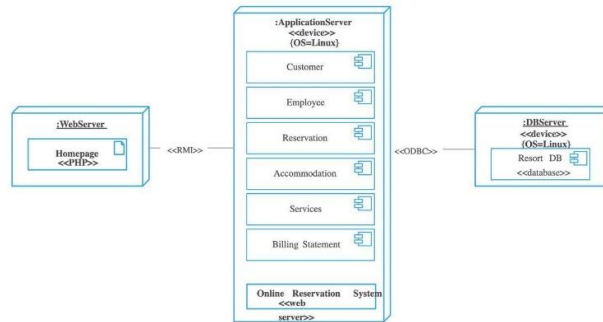 :ApplicationServer
<<device>>
{OS=Linux}
Customer
Employee
Reservation
Accommodation
Services
Billing Statement
Online Reservation System
<<web
server>>
:WebServer
Homepage
<<PHP>>
<<RMI>>
<<ODBC>>
:DBServer
<<device>>
{OS=Linux}
Resort DB
<<database>>